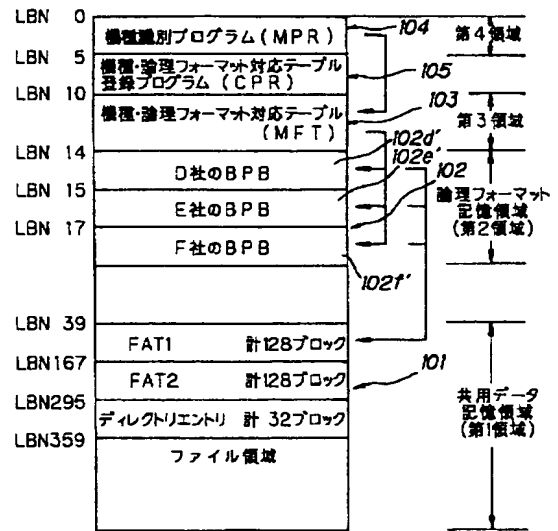 LBN 0
機種識別プログラム(MPR)
104
第4領域
LBN 5
機種・論理フォーマット対応テーブル
登録プログラム(CPR)
105
LBN 10
機種・論理フォーマット対応テーブル
(MFT)
103
第3領域
LBN 14
102d'
D社のBPB
102e'
LBN 15
E社のBPB
102
論理フォーマット
記憶領域
(第2領域)
LBN 17
F社のBPB
102f'
LBN 39
FAT1 計128ブロック
LBN167
FAT2 計128ブロック
101
LBN295
ディレクトリエントリ 計 32ブロック
共用データ
記憶領域
(第1領域)
LBN359
ファイル領域